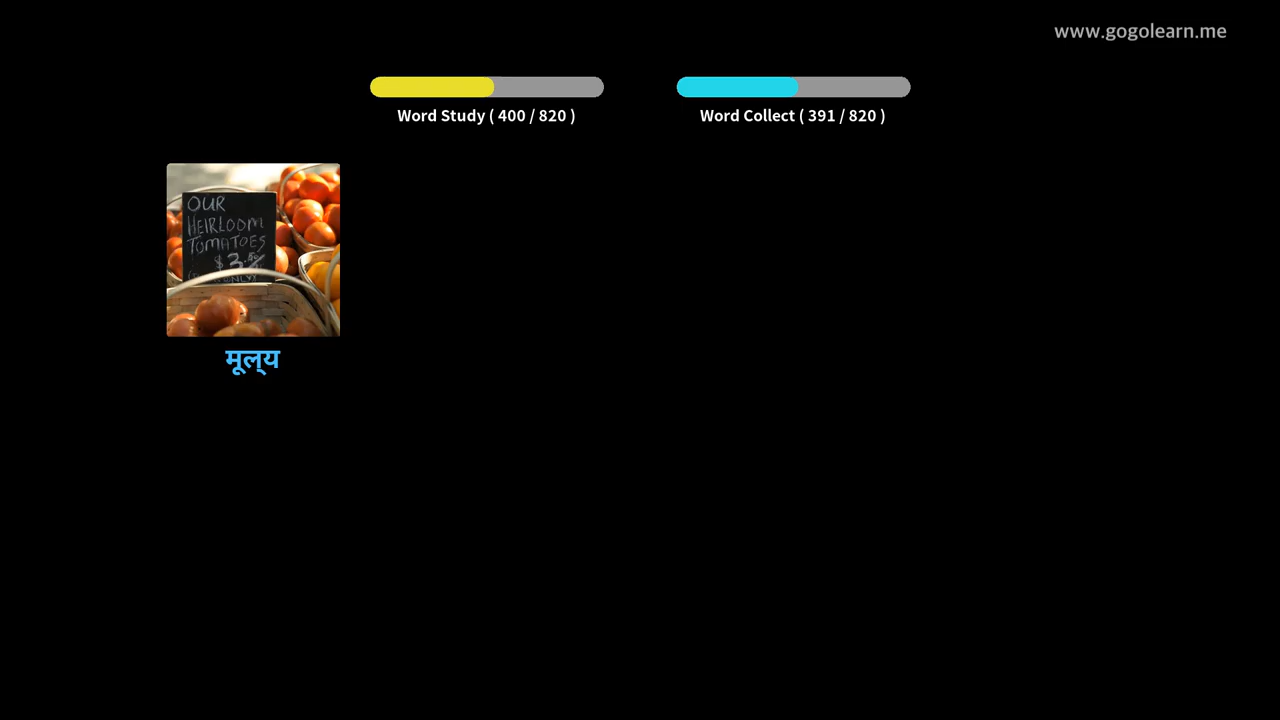 www.gogolearn.me
Word Study ( 400 / 820 )
Word Collect ( 391 / 820 )
OUR
HEIRLOOM
TOMATOES
मूल्य